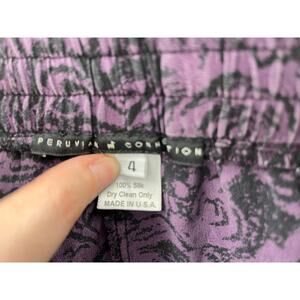 PERUVIAN CONNECTION
4
100% Silk
Dry Clean Only
MADE IN U.S.A.